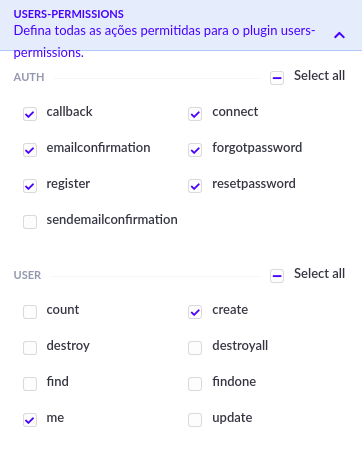 USERS-PERMISSIONS
Defina todas as ações permitidas para o plugin users-
permissions.
AUTH Select all
callback connect
emailconfirmation forgotpassword
register resetpassword
sendemailconfirmation
USER Select all
count create
destroy destroyall
find findone
me update